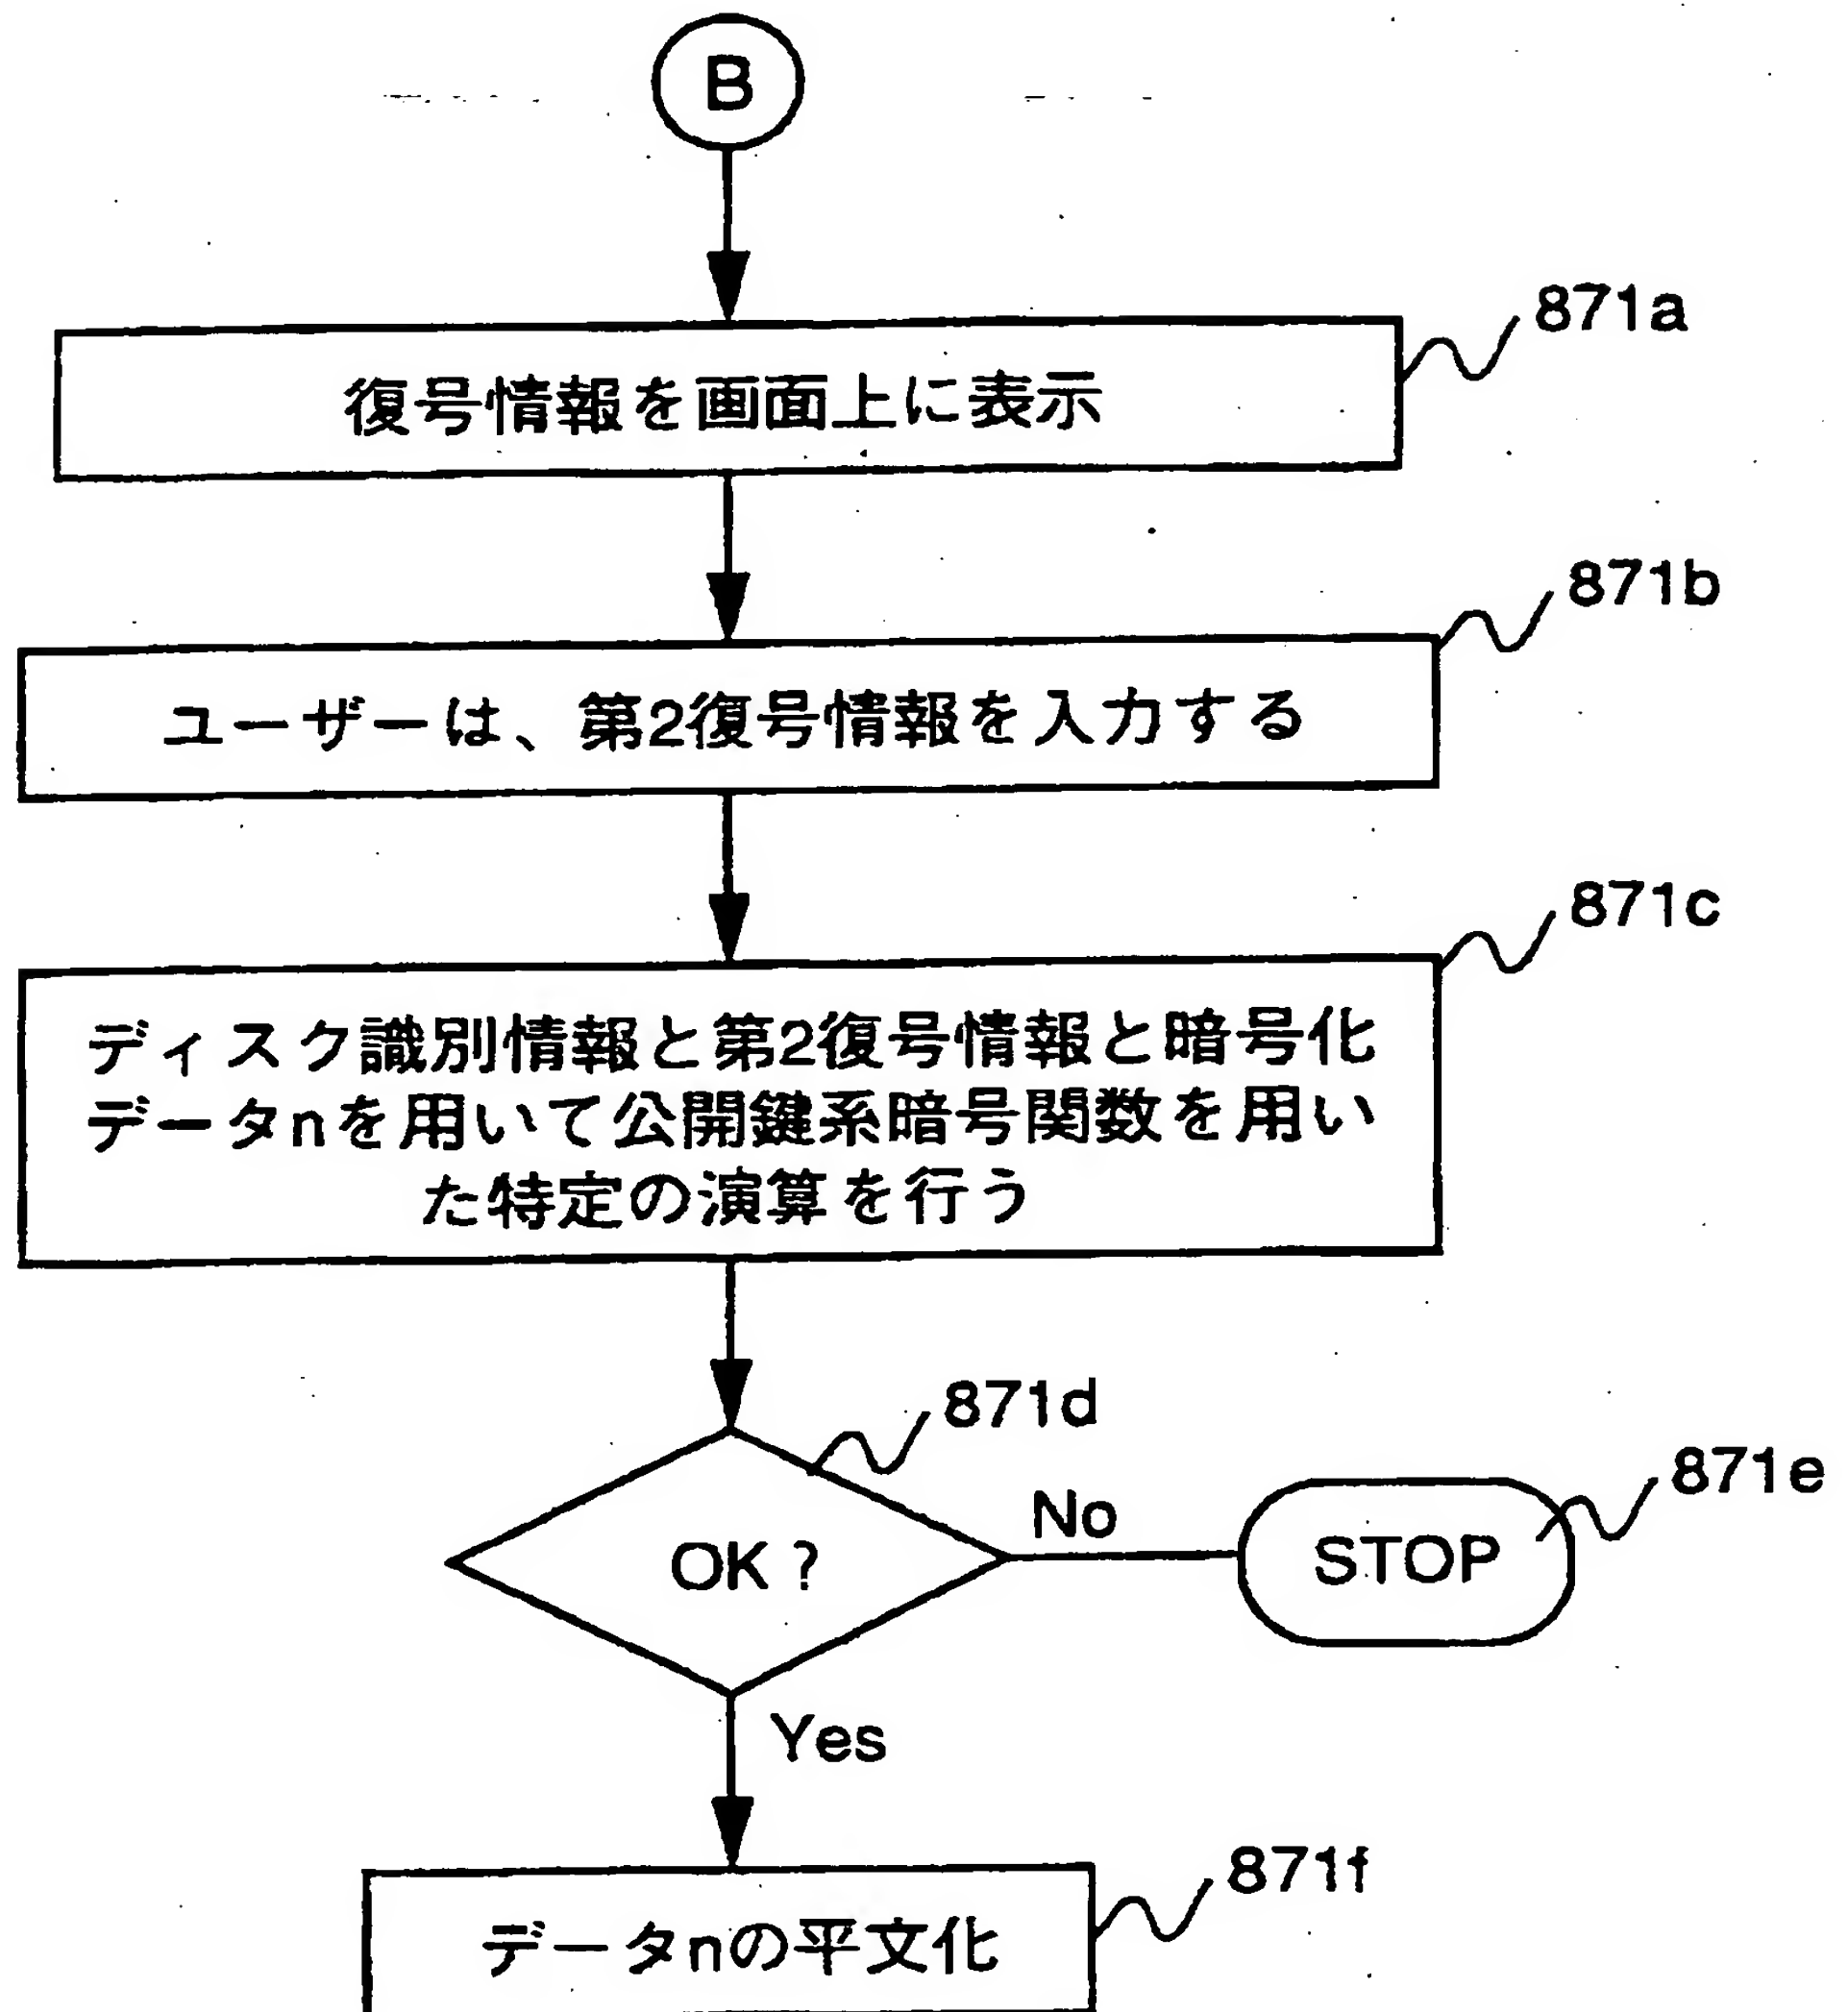 B
871a
復号情報を画面上に表示
871b
ユーザーは、第2復号情報を入力する
871c
ディスク識別情報と第2復号情報と暗号化
データnを用いて公開鍵系暗号関数を用い
た特定の演算を行う
871d
OK ?
No
871e
STOP
Yes
871f
データnの平文化